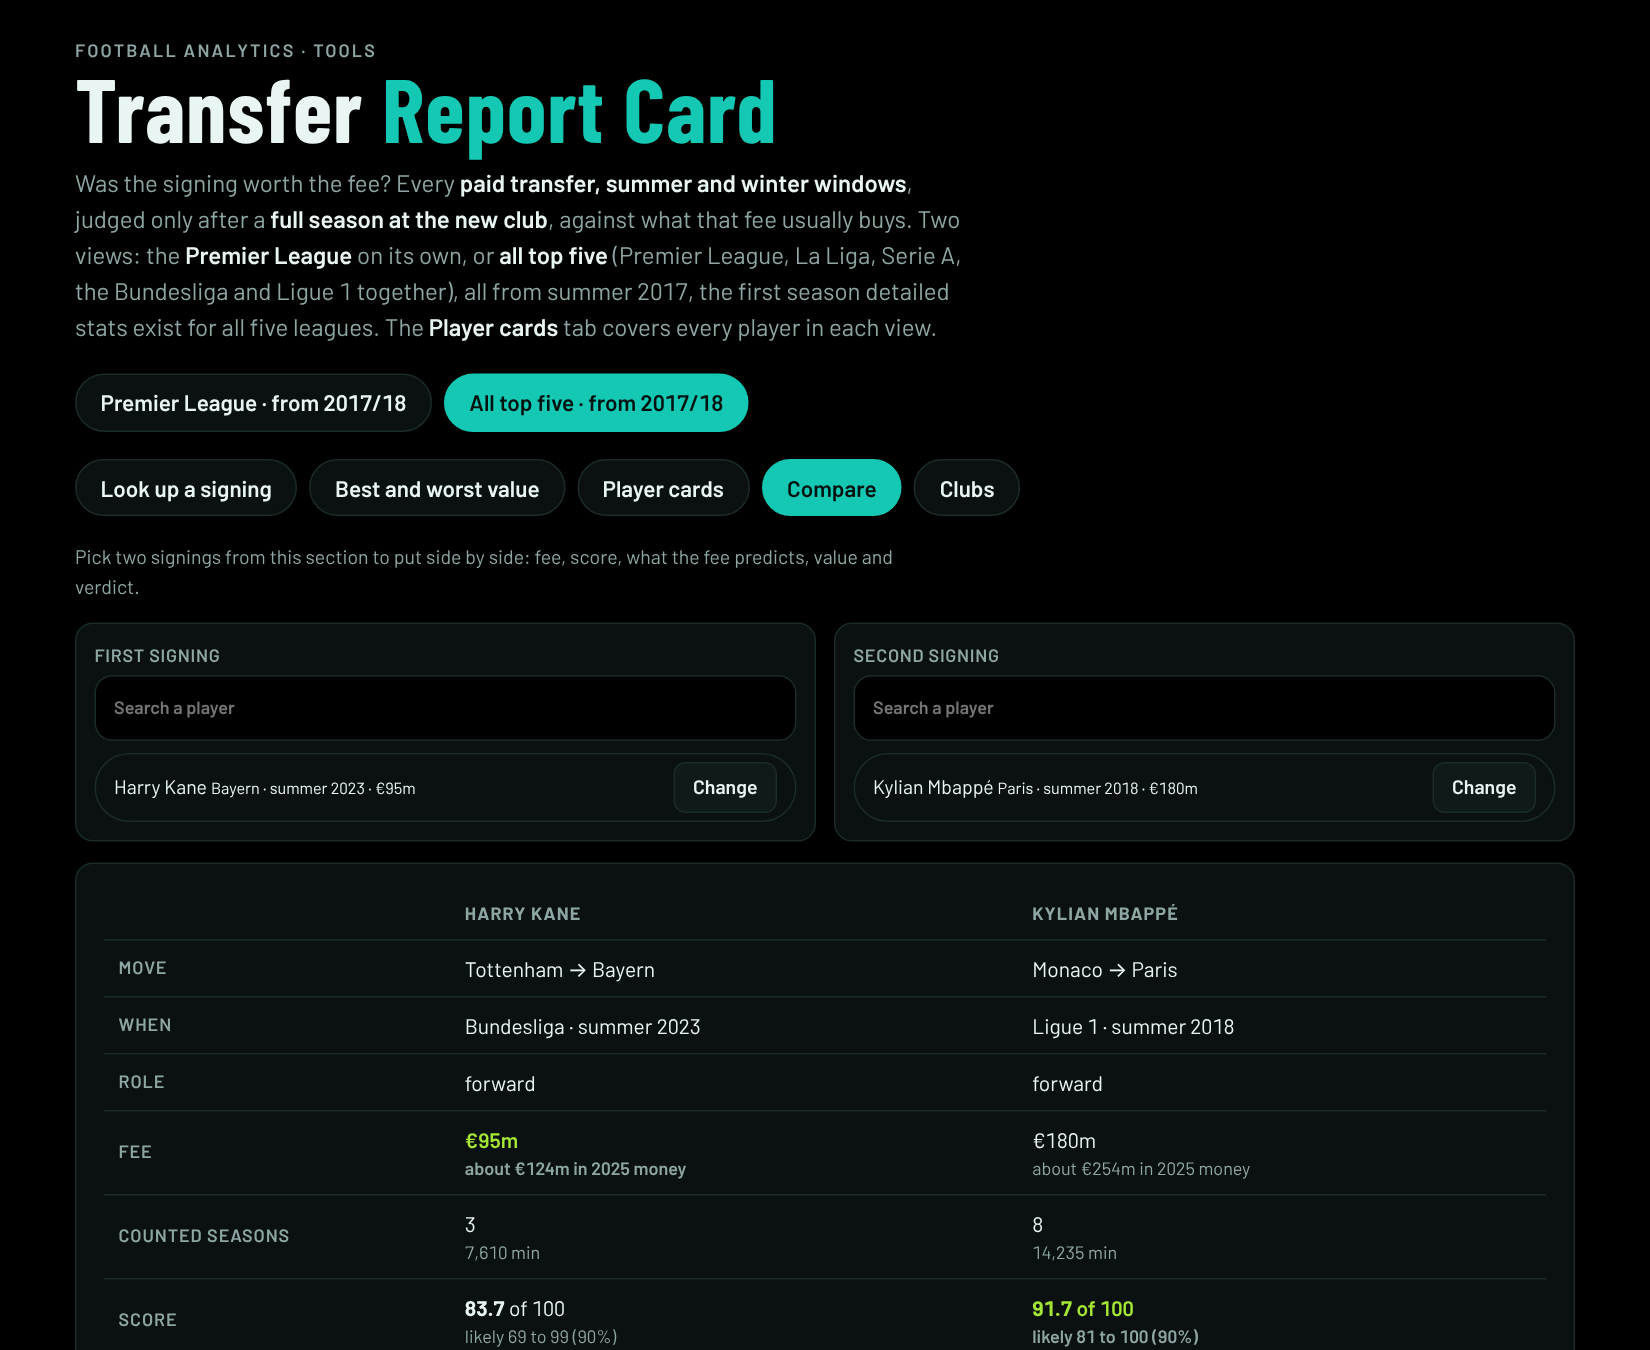 FOOTBALL ANALYTICS · TOOLS
Transfer Report Card
Was the signing worth the fee? Every paid transfer, summer and winter windows,
judged only after a full season at the new club, against what that fee usually buys. Two
views: the Premier League on its own, or all top five (Premier League, La Liga, Serie A,
the Bundesliga and Ligue 1 together), all from summer 2017, the first season detailed
stats exist for all five leagues. The Player cards tab covers every player in each view.
Premier League · from 2017/18
All top five · from 2017/18
Look up a signing
Best and worst value
Player cards
Compare
Clubs
Pick two signings from this section to put side by side: fee, score, what the fee predicts, value and
verdict.
FIRST SIGNING
Search a player
Harry Kane Bayern · summer 2023 · €95m
Change
SECOND SIGNING
Search a player
Kylian Mbappé Paris · summer 2018 · €180m
Change
HARRY KANE
KYLIAN MBAPPÉ
MOVE
Tottenham → Bayern
Monaco → Paris
WHEN
Bundesliga · summer 2023
Ligue 1 · summer 2018
ROLE
forward
forward
FEE
€95m
about €124m in 2025 money
€180m
about €254m in 2025 money
COUNTED SEASONS
3
7,610 min
8
14,235 min
SCORE
83.7 of 100
likely 69 to 99 (90%)
91.7 of 100
likely 81 to 100 (90%)